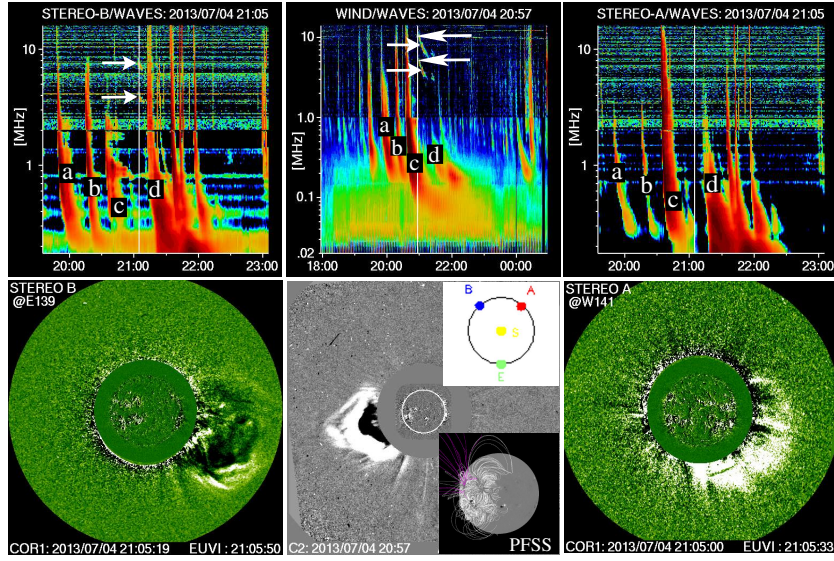 STEREO-B/WAVES: 2013/07/04 21:05
10
1
[MHz]
a
b
c
d
20:00 21:00 22:00 23:00
WIND/WAVES: 2013/07/04 20:57
10
1.0
0.1
.02
[MHz]
a
b
c
d
18:00 20:00 22:00 00:00
STEREO-A/WAVES: 2013/07/04 21:05
10
1
[MHz]
a
b
c
d
20:00 21:00 22:00 23:00
STEREO B
@E139
COR1: 2013/07/04 21:05:19 EUVI : 21:05:50
B
A
S
E
PFSS
C2: 2013/07/04 20:57
STEREO A
@W141
COR1: 2013/07/04 21:05:00 EUVI : 21:05:33